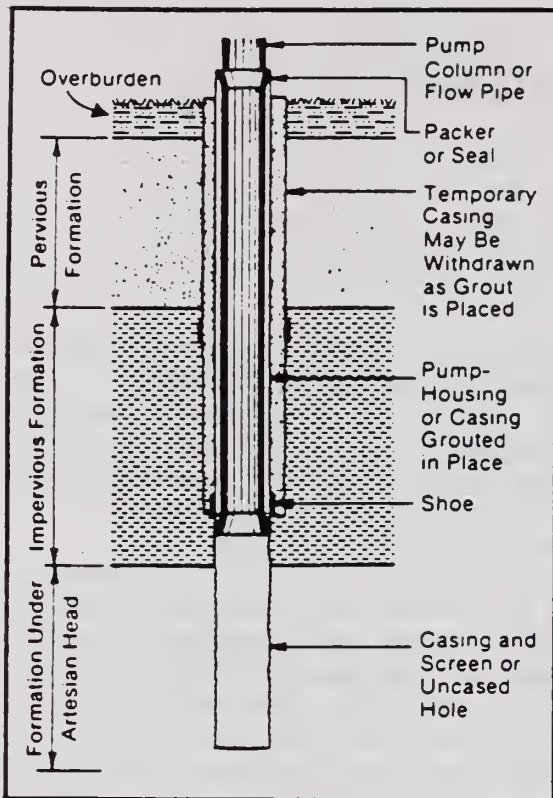 Overburden
Pervious
Formation
Impervious Formation
Formation Under
Artesian Head
Pump
Column or
Flow Pipe
Packer
or Seal
Temporary
Casing
May Be
Withdrawn
as Grout
is Placed
Pump-
Housing
or Casing
Grouted
in Place
Shoe
Casing and
Screen or
Uncased
Hole